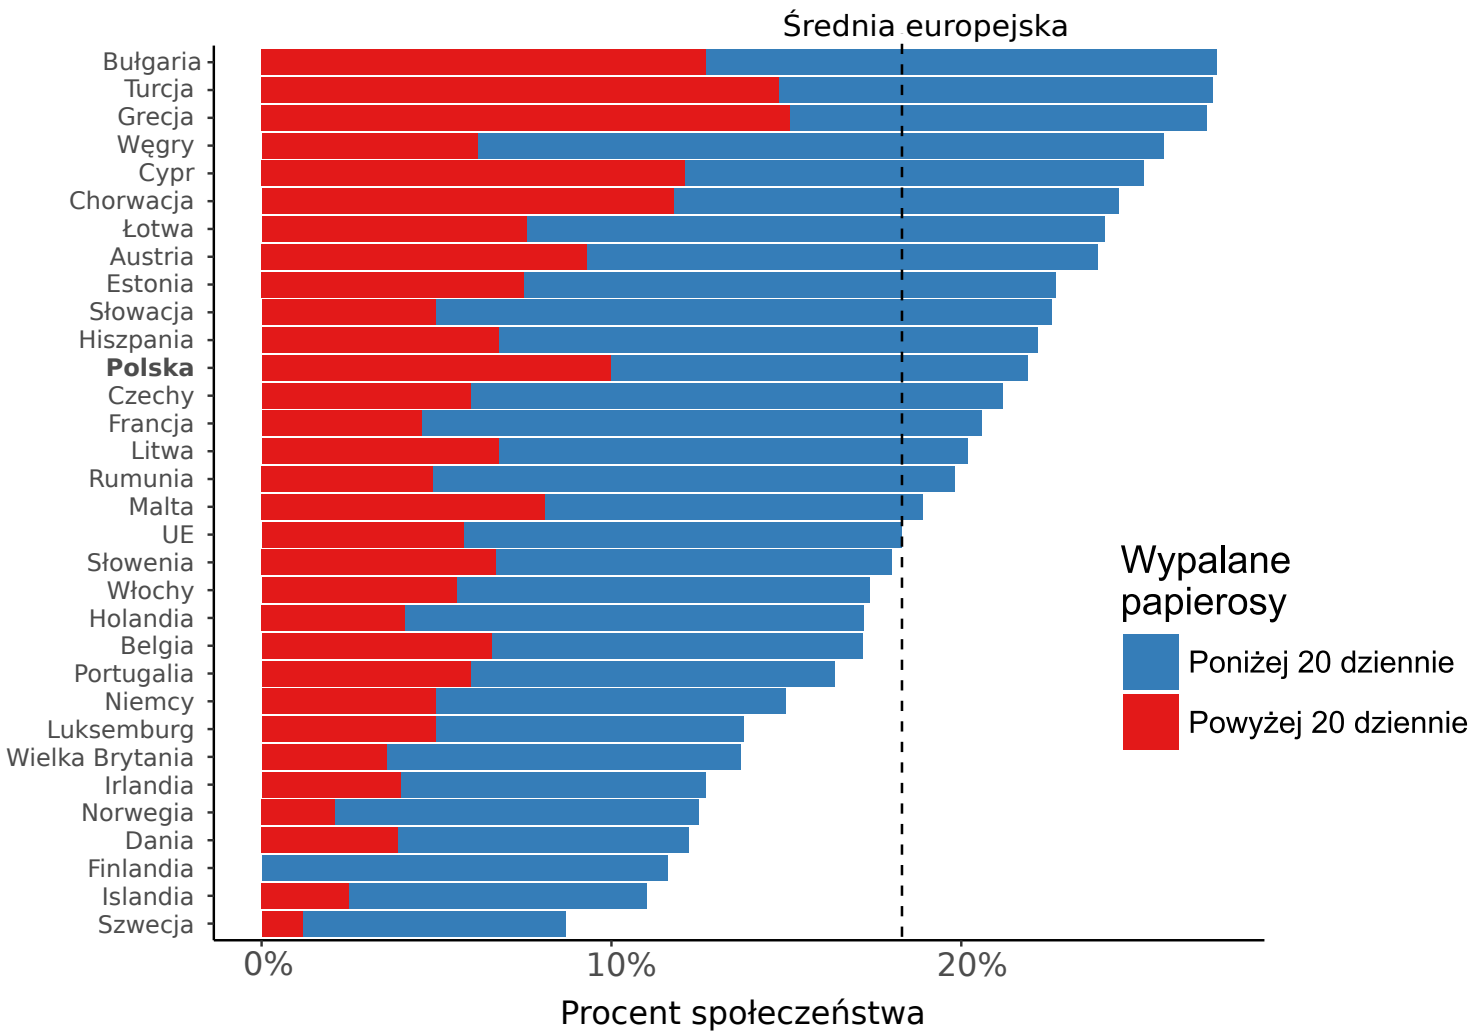 Średnia europejska
Bułgaria
Turcja
Grecja
Węgry
Cypr
Chorwacja
Łotwa
Austria
Estonia
Słowacja
Hiszpania
Polska
Czechy
Francja
Litwa
Rumunia
Malta
UE
Słowenia
Włochy
Holandia
Belgia
Portugalia
Niemcy
Luksemburg
Wielka Brytania
Irlandia
Norwegia
Dania
Finlandia
Islandia
Szwecja
Wypalane
papierosy
Poniżej 20 dziennie
Powyżej 20 dziennie
0% 10% 20%
Procent społeczeństwa